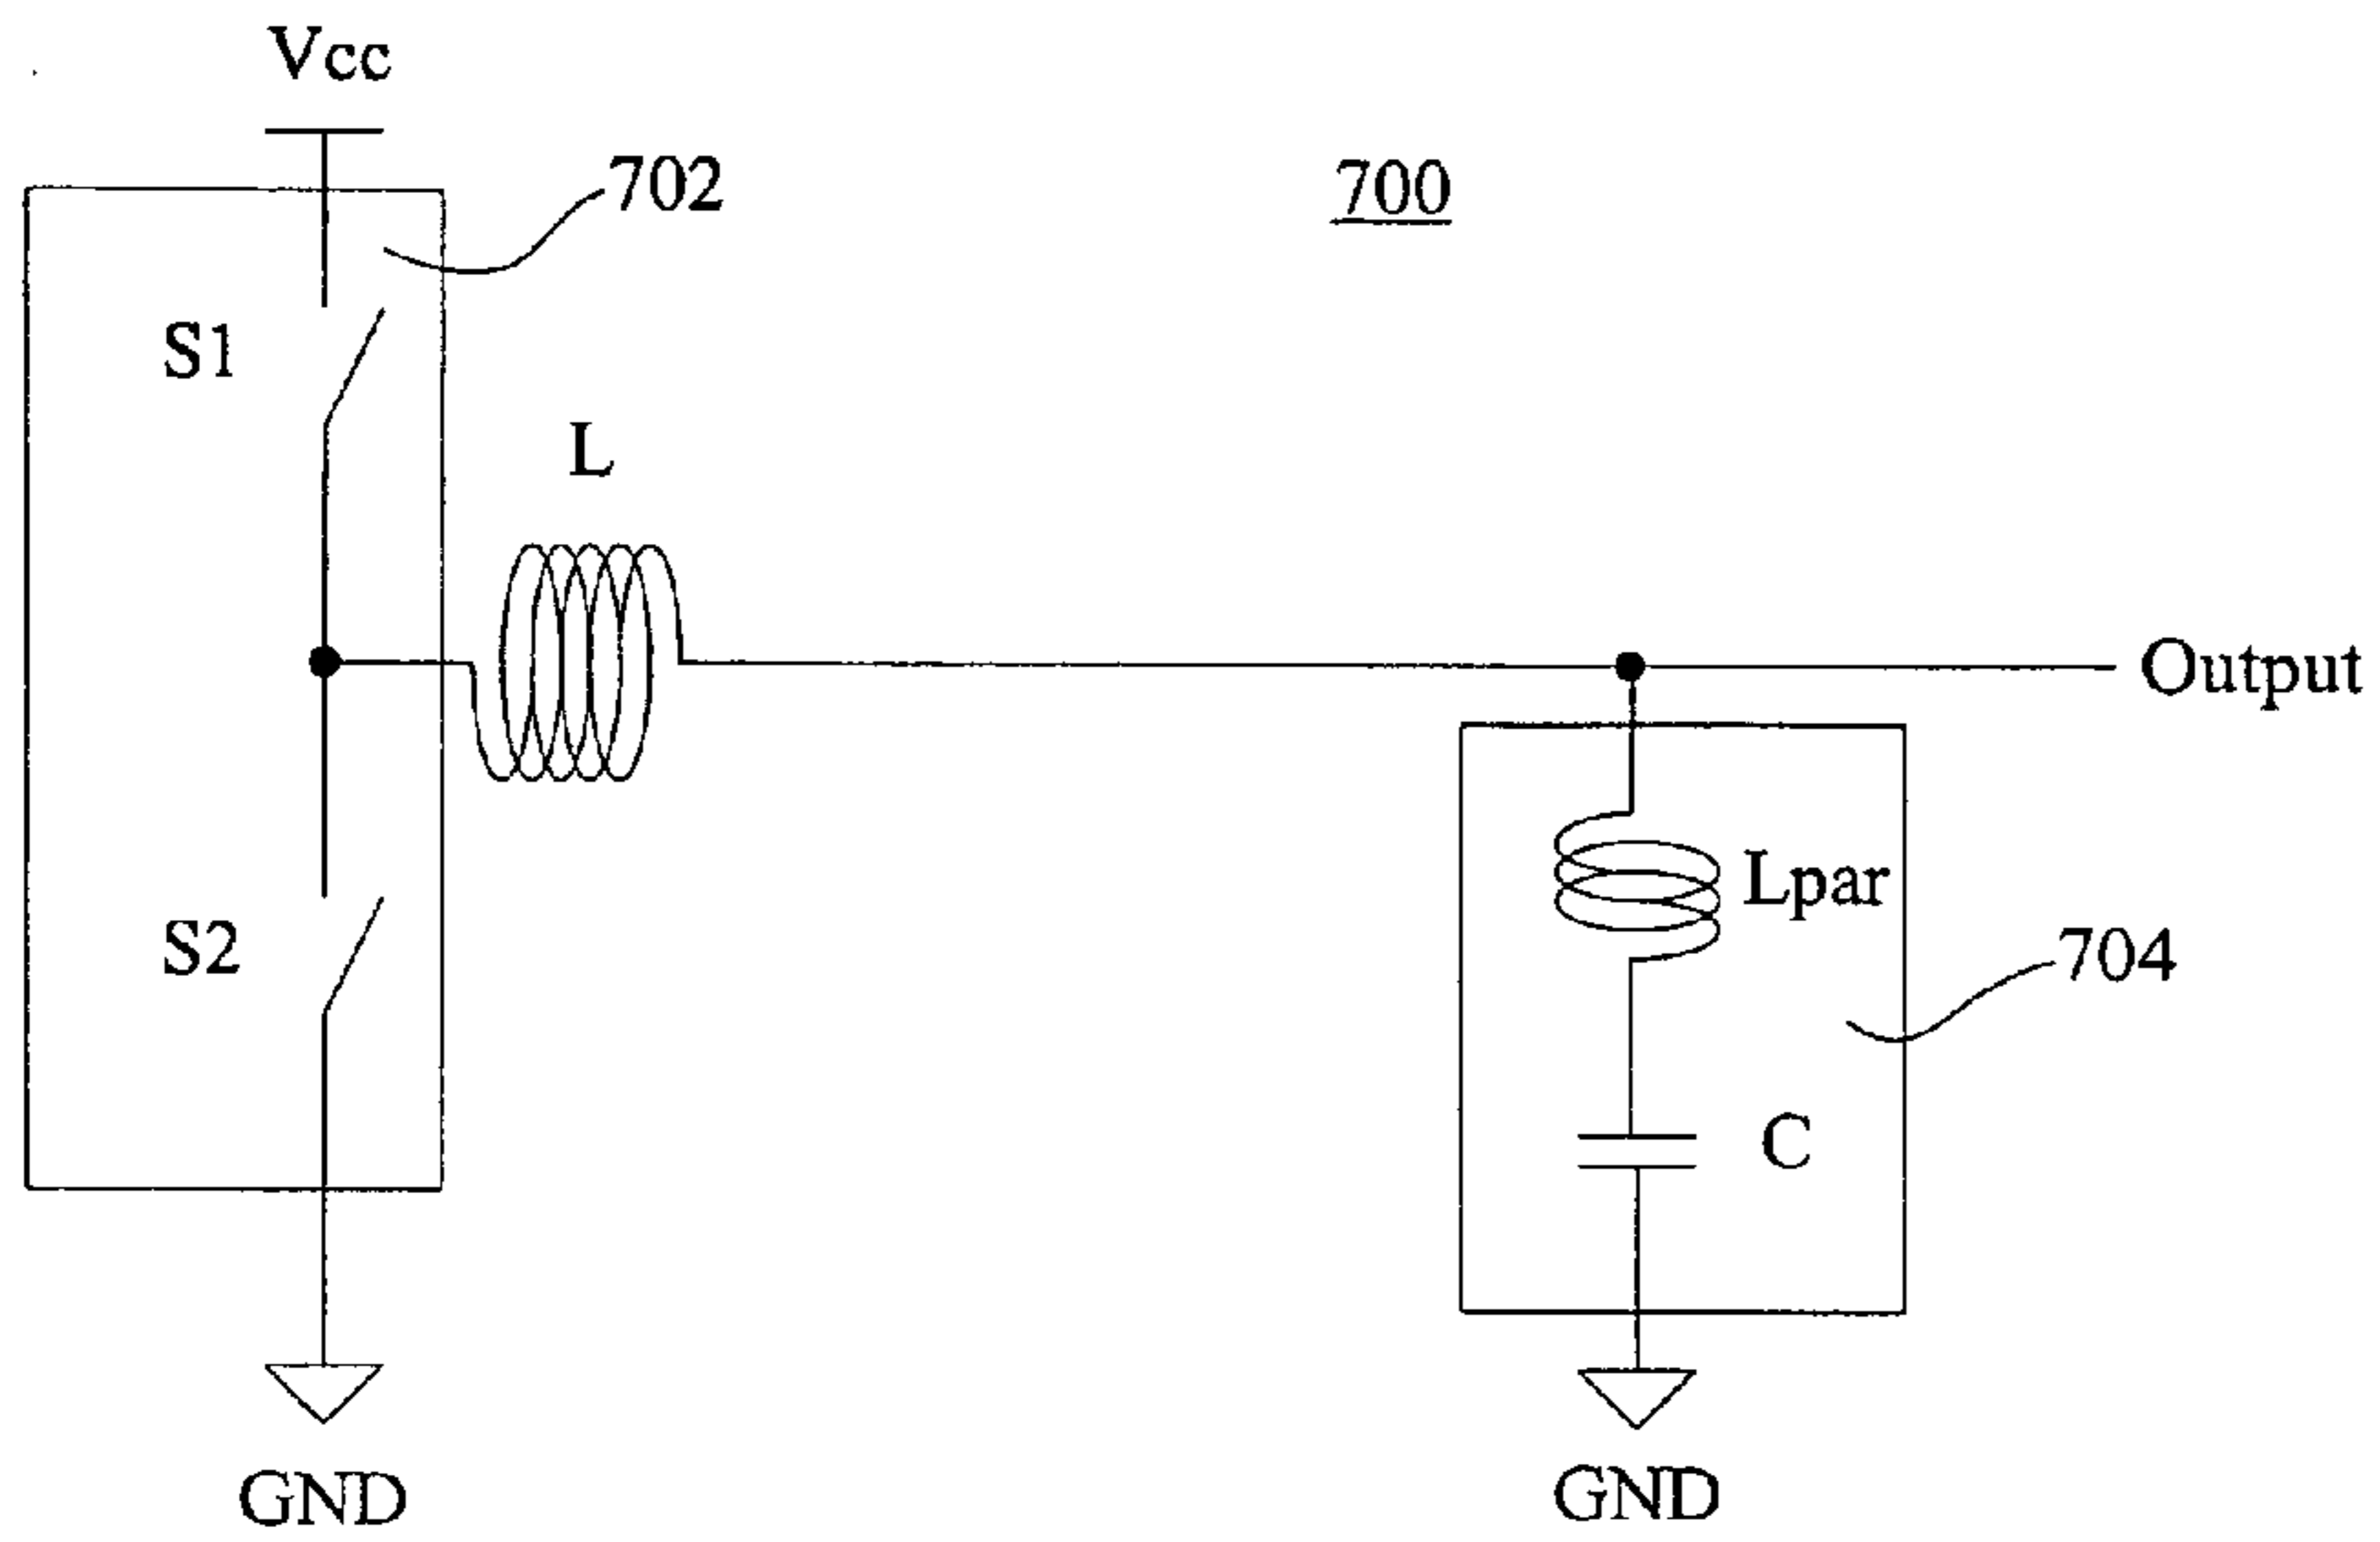 Vcc
702
700
S1
L
Output
Lpar
S2
704
C
GND
GND